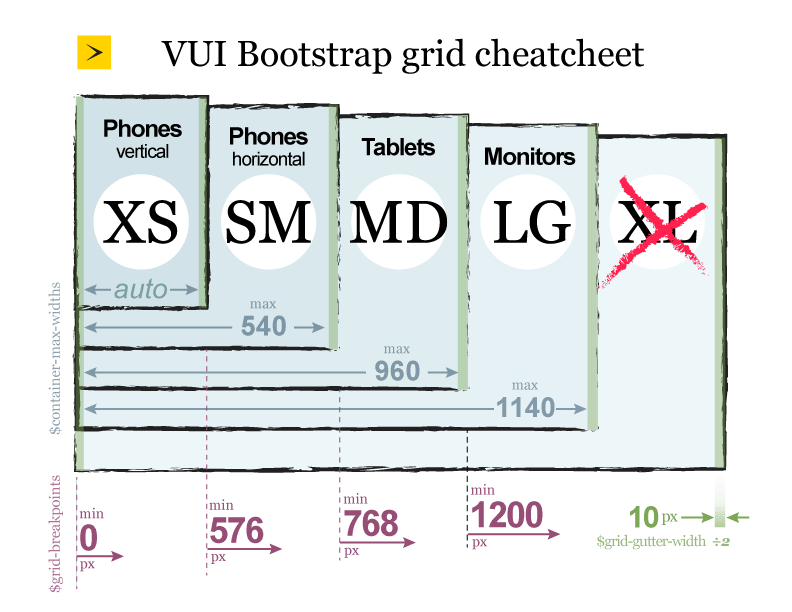 VUI Bootstrap grid cheatcheet
Phones
vertical
XS
auto
Phones
horizontal
SM
max
540
Tablets
MD
max
960
Monitors
LG
max
1140
XL
$container-max-widths
$grid-breakpoints
min
0
px
min
576
px
min
768
px
min
1200
px
10 px
$grid-gutter-width ÷2